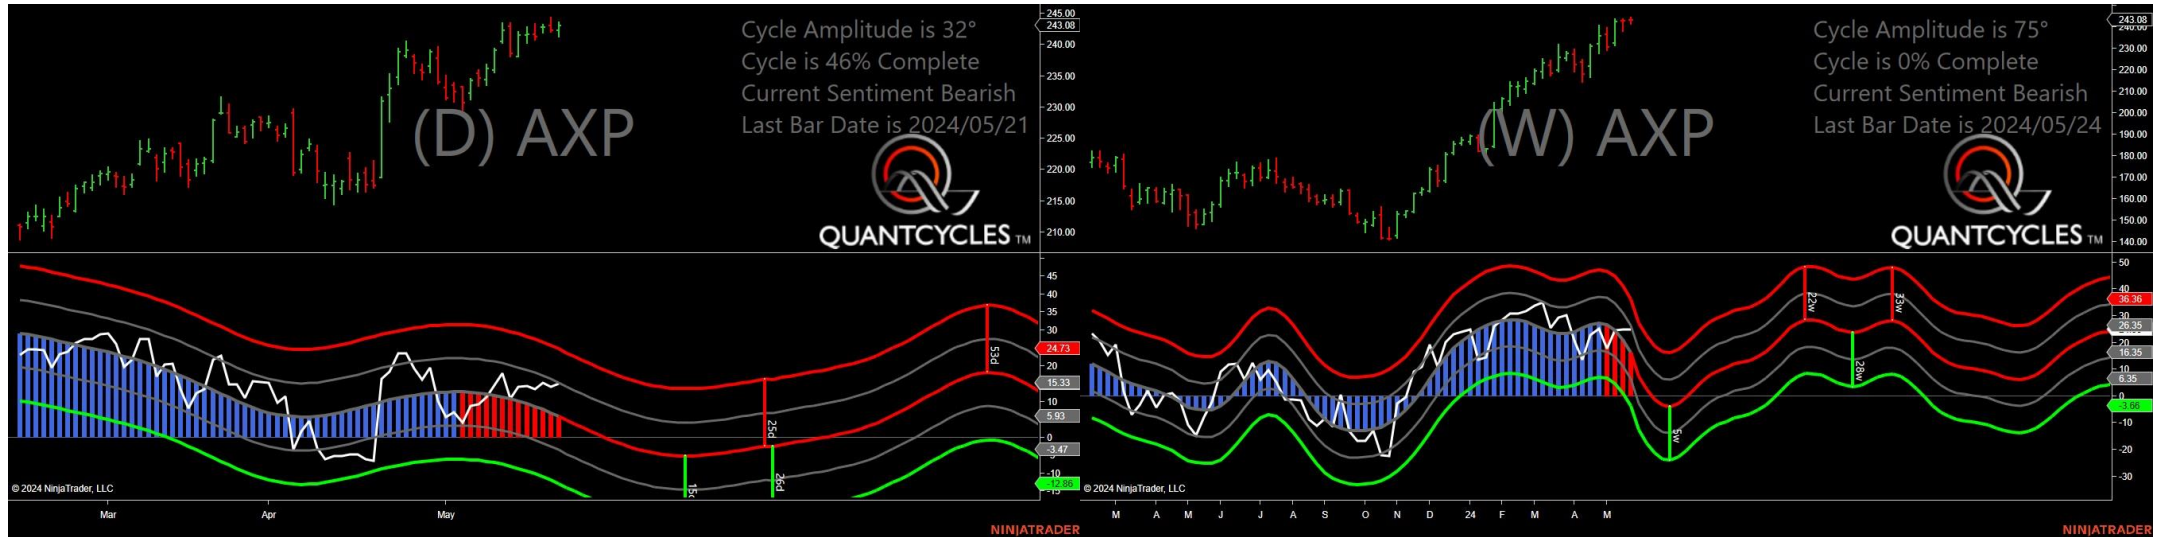 245.00
243.08
240.00
235.00
230.00
225.00
220.00
215.00
210.00
Cycle Amplitude is 32°
Cycle is 46% Complete
Current Sentiment Bearish
Last Bar Date is 2024/05/21
(D) AXP
QUANTCYCLES TM
45
40
35
30
24.73
20
15.33
10
5.93
0
-3.47
-10
-12.86
53d
25d
26d
© 2024 NinjaTrader, LLC
Mar
Apr
May
NINJATRADER
243.08
230.00
220.00
210.00
200.00
190.00
180.00
170.00
160.00
150.00
140.00
Cycle Amplitude is 75°
Cycle is 0% Complete
Current Sentiment Bearish
Last Bar Date is 2024/05/24
(W) AXP
QUANTCYCLES TM
50
40
36.36
26.35
16.35
6.35
0
-3.66
-10
-20
-30
22w
33w
28w
5w
© 2024 NinjaTrader, LLC
M A M J J A S O N D 24 F M A M
NINJATRADER